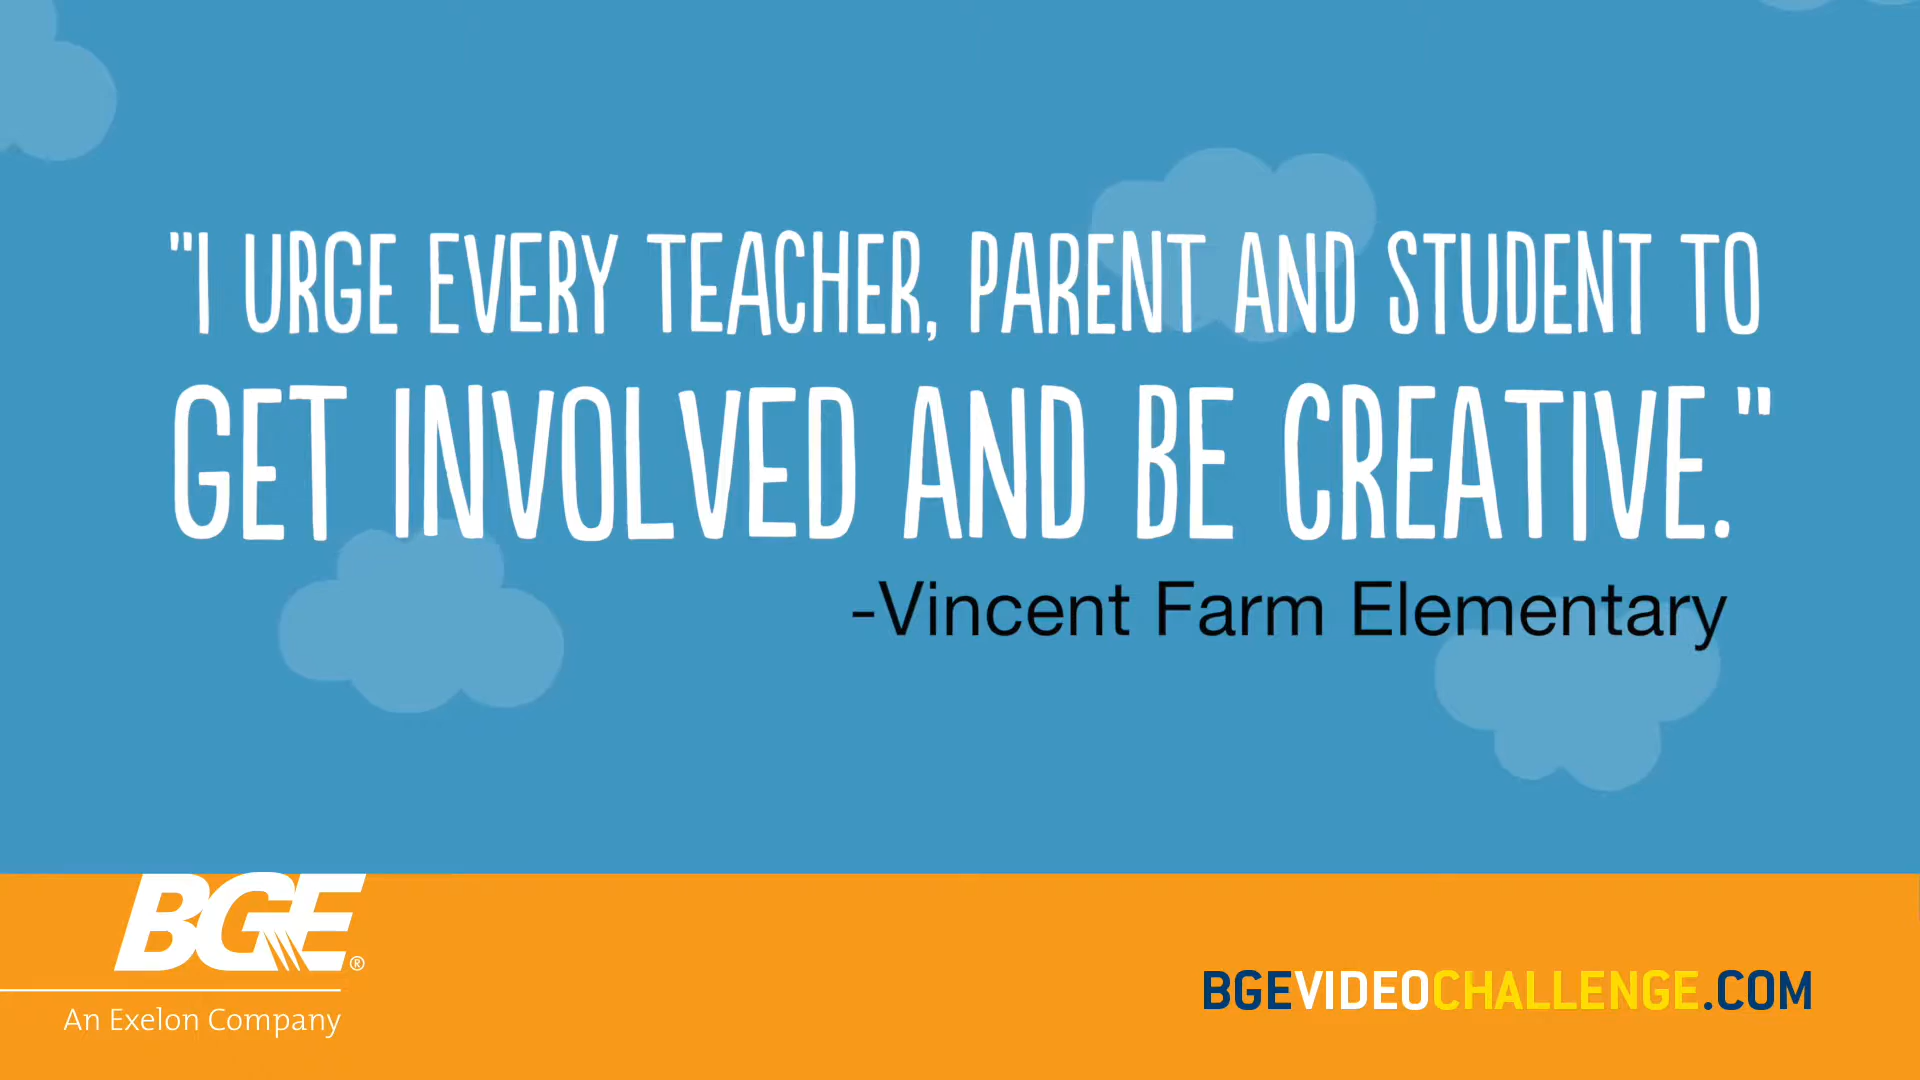 "I URGE EVERY TEACHER, PARENT AND STUDENT TO
GET INVOLVED AND BE CREATIVE."
-Vincent Farm Elementary
BGE®
An Exelon Company
BGEVIDEOCHALLENGE.COM